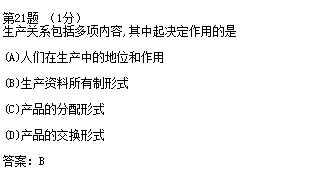 第21题 (1分)
生产关系包括多项内容,其中起决定作用的是
(A)人们在生产中的地位和作用
(B)生产资料所有制形式
(C)产品的分配形式
(D)产品的交换形式
答案: B